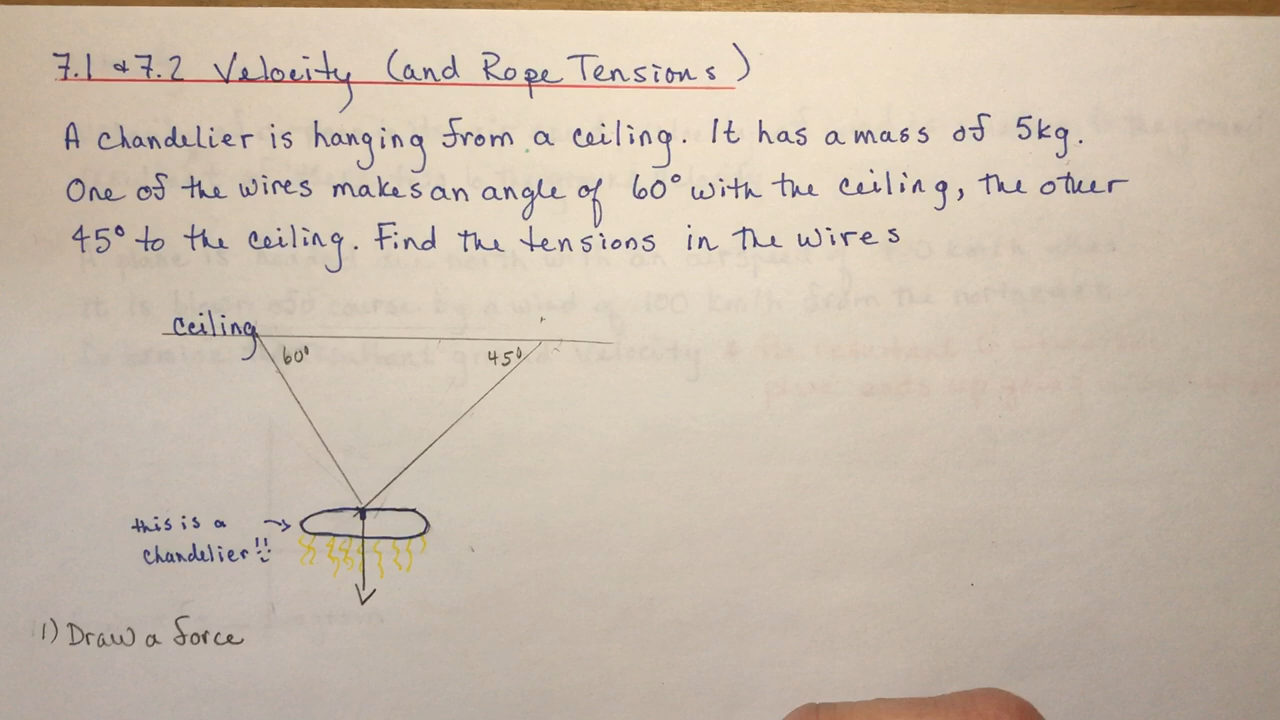 7.1 & 7.2 Velocity (and Rope Tensions)
A chandelier is hanging from a ceiling. It has a mass of 5kg.
One of the wires makes an angle of 60° with the ceiling, the other
45° to the ceiling. Find the tensions in the wires
ceiling
60° 45°
this is a →
chandelier!!
1) Draw a force